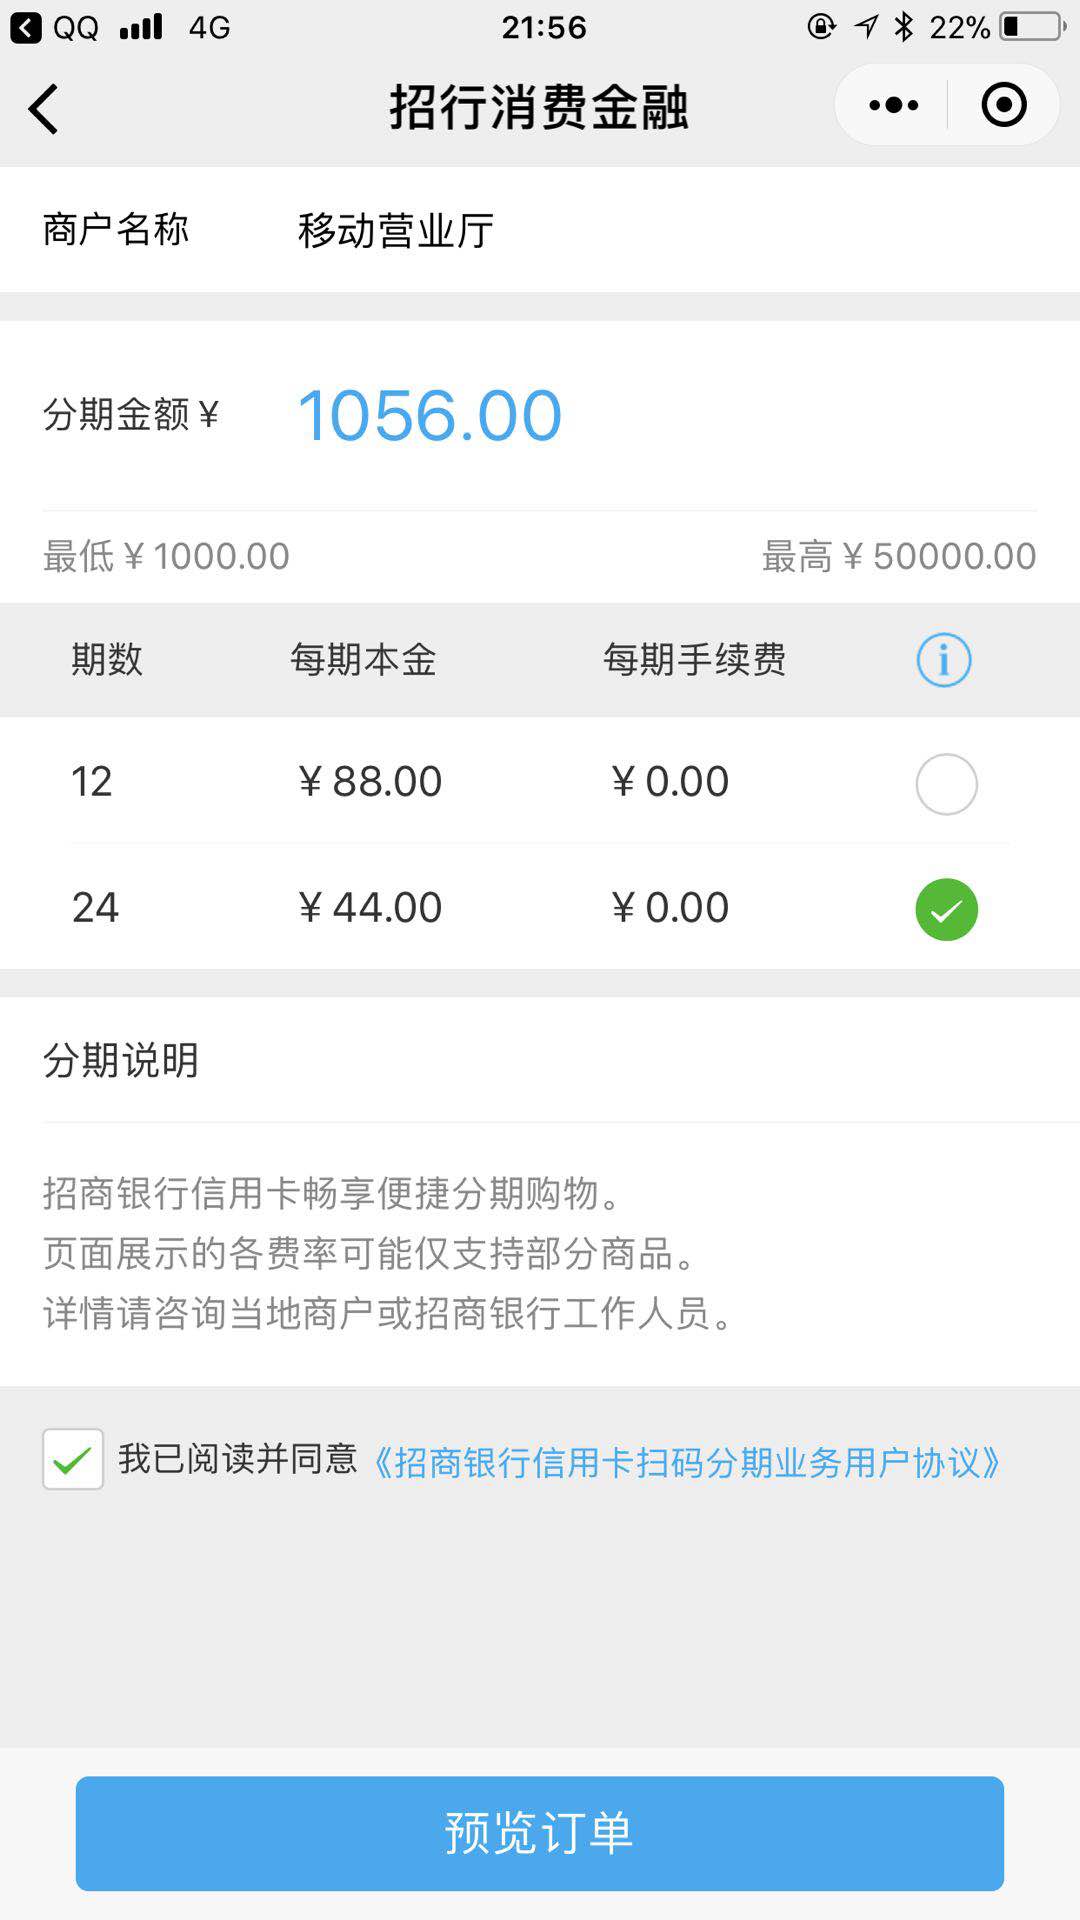 QQ 4G 21:56 22%
招行消费金融
商户名称 移动营业厅
分期金额¥ 1056.00
最低¥1000.00 最高¥50000.00
期数 每期本金 每期手续费 i
12 ¥88.00 ¥0.00
24 ¥44.00 ¥0.00
分期说明
招商银行信用卡畅享便捷分期购物。
页面展示的各费率可能仅支持部分商品。
详情请咨询当地商户或招商银行工作人员。
我已阅读并同意《招商银行信用卡扫码分期业务用户协议》
预览订单